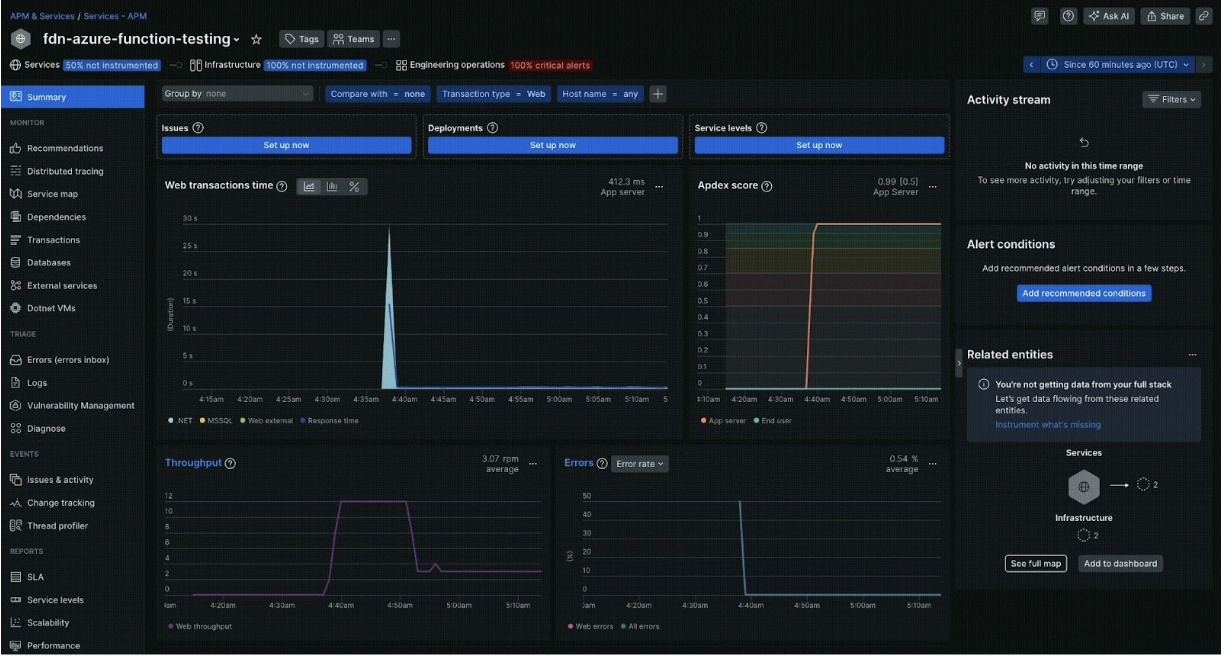 APM & Services / Services - APM
Ask AI
Share
fdn-azure-function-testing
Tags
Teams
...
Services 50% not instrumented
Infrastructure 100% not instrumented
Engineering operations 100% critical alerts
Since 60 minutes ago (UTC)
Summary
MONITOR
Recommendations
Distributed tracing
Service map
Dependencies
Transactions
Databases
External services
Dotnet VMs
TRIAGE
Errors (errors inbox)
Logs
Vulnerability Management
Diagnose
EVENTS
Issues & activity
Change tracking
Thread profiler
REPORTS
SLA
Service levels
Scalability
Performance
Group by none
Compare with = none
Transaction type = Web
Host name = any
+
Issues ?
Set up now
Deployments ?
Set up now
Service levels ?
Set up now
Web transactions time ?
%
412.3 ms
App server
...
30 s
25 s
20 s
15 s
10 s
5 s
0 s
(Duration)
4:15am 4:20am 4:25am 4:30am 4:35am 4:40am 4:45am 4:50am 4:55am 5:00am 5:05am 5:10am 5
.NET MSSQL Web external Response time
Apdex score ?
0.99 [0.5]
App Server
...
1
0.9
0.8
0.7
0.6
0.5
0.4
0.3
0.2
0.1
0
4:20am 4:30am 4:40am 4:50am 5:00am 5:10am
App server End user
Throughput ?
3.07 rpm
average
...
12
10
8
6
4
2
0
4:20am 4:30am 4:40am 4:50am 5:00am 5:10am
Web throughput
Errors ?
Error rate
0.54 %
average
...
50
40
30
20
10
0
(%)
4:20am 4:30am 4:40am 4:50am 5:00am 5:10am
Web errors All errors
Activity stream
Filters
No activity in this time range
To see more activity, try adjusting your filters or time
range.
Alert conditions
Add recommended alert conditions in a few steps.
Add recommended conditions
Related entities
...
You're not getting data from your full stack
Let's get data flowing from these related
entities.
Instrument what's missing
Services
2
Infrastructure
2
See full map
Add to dashboard